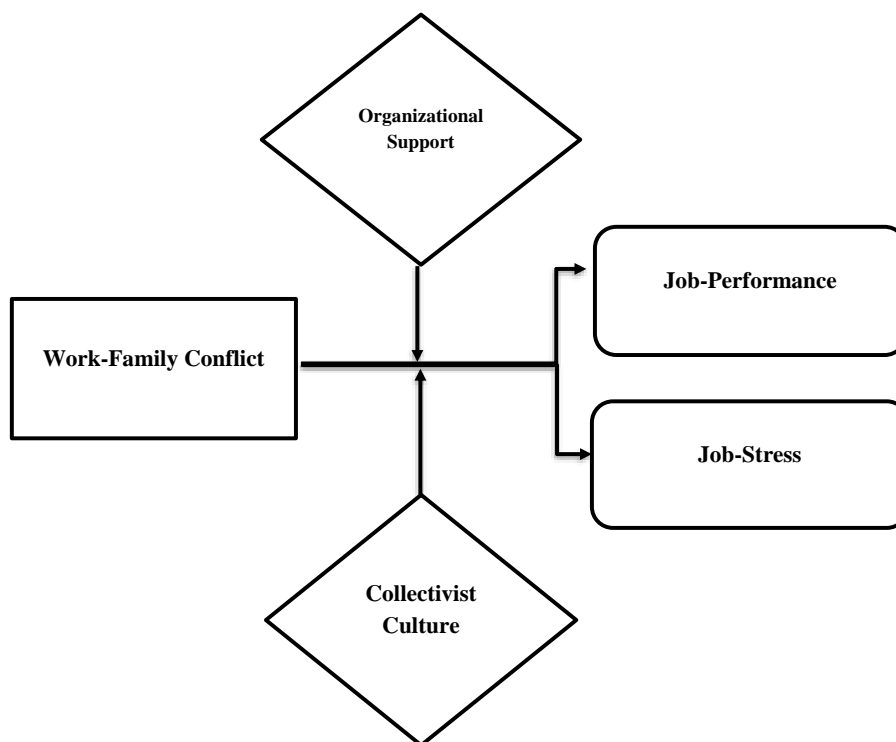 Organizational
Support
Job-Performance
Work-Family Conflict
Job-Stress
Collectivist
Culture